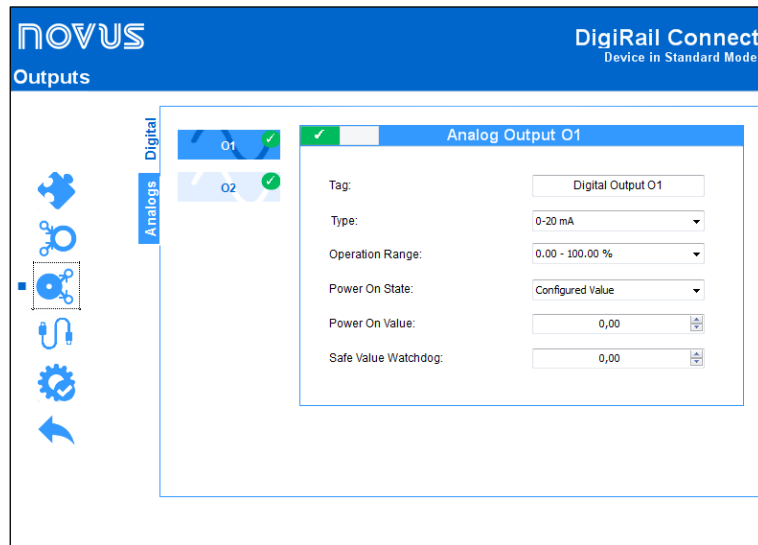 novus
DigiRail Connect
Device in Standard Mode
Outputs
Digital
Analogs
O1
O2
Analog Output O1
Tag:
Digital Output O1
Type:
0-20 mA
Operation Range:
0.00 - 100.00 %
Power On State:
Configured Value
Power On Value:
0,00
Safe Value Watchdog:
0,00